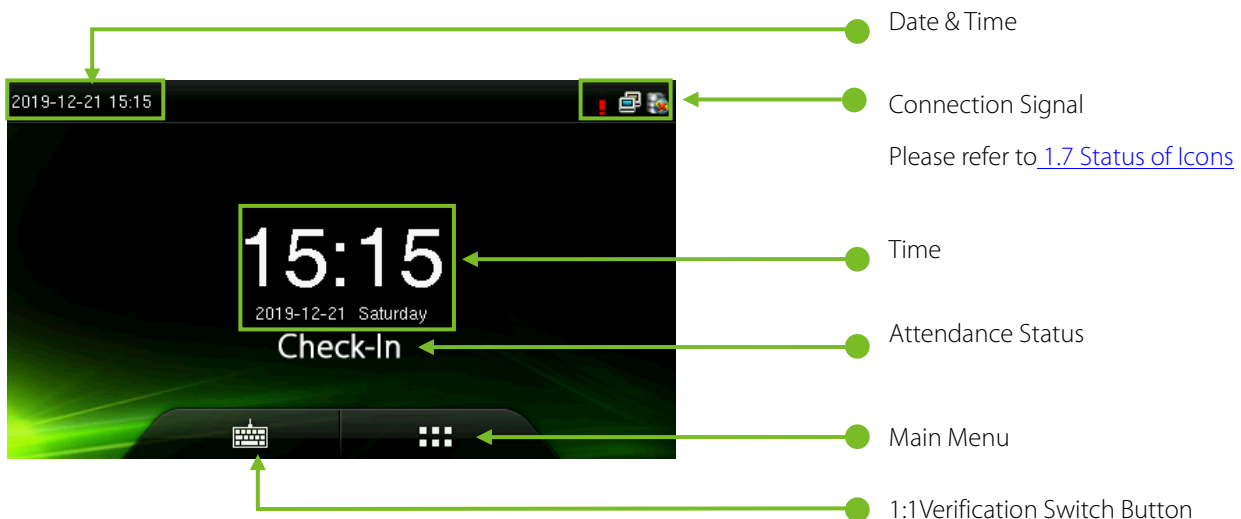 Date & Time
2019-12-21 15:15
Connection Signal
Please refer to 1.7 Status of Icons
15:15
Time
2019-12-21 Saturday
Check-In
Attendance Status
Main Menu
1:1Verification Switch Button